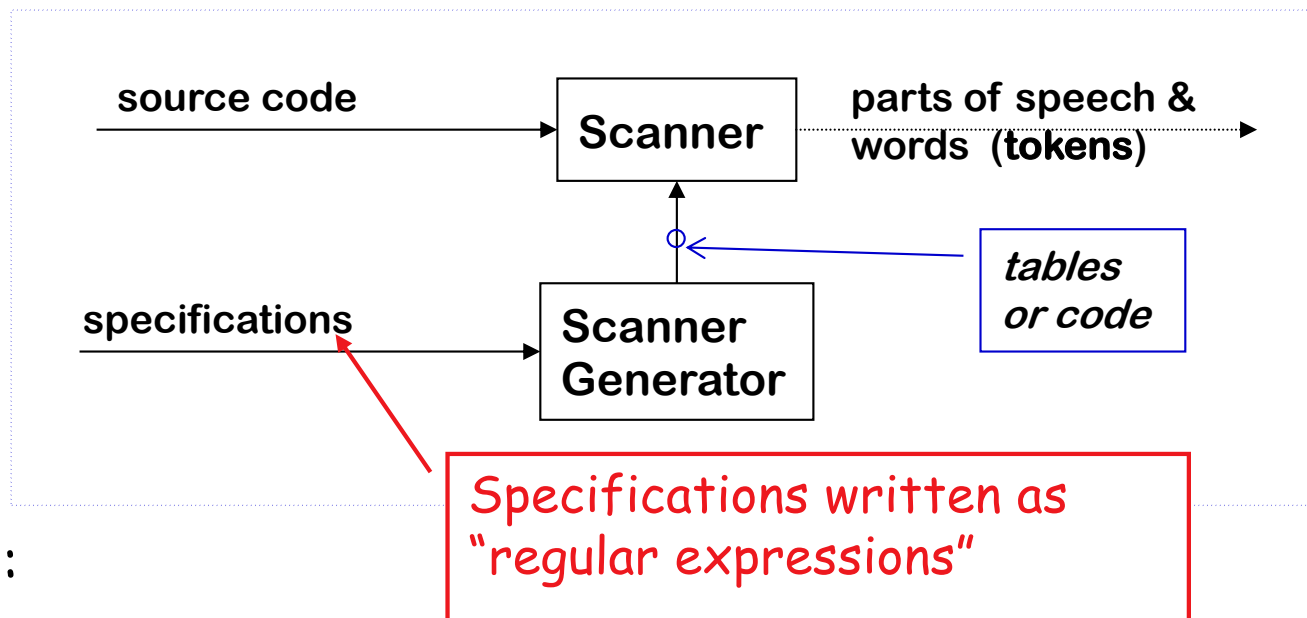 source code
Scanner
parts of speech &
words (tokens)
tables
or code
specifications
Scanner
Generator
Specifications written as
“regular expressions”
: